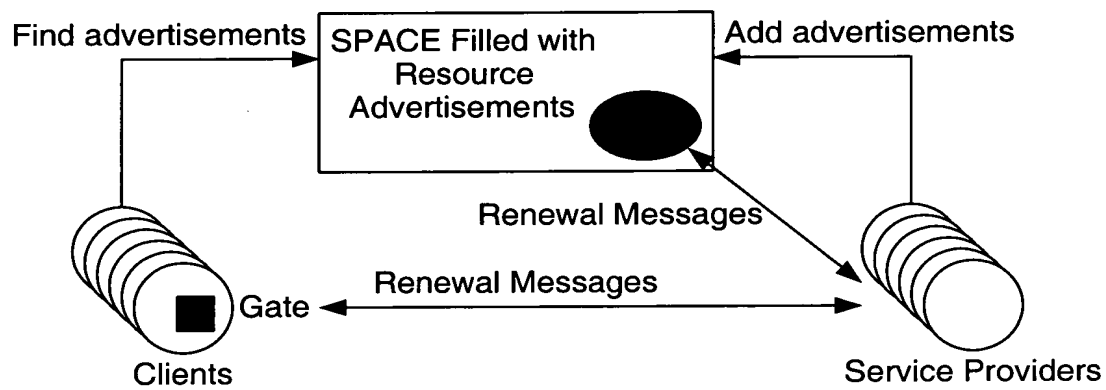 Find advertisements
SPACE Filled with
Resource
Advertisements
Add advertisements
Renewal Messages
Renewal Messages
Gate
Clients
Service Providers